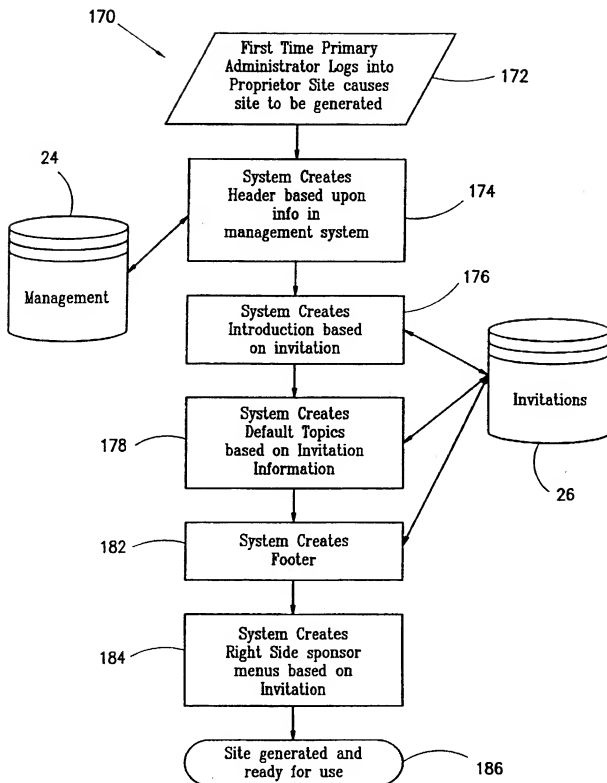 170
First Time Primary
Administrator Logs into
Proprietor Site causes
site to be generated
172
24
System Creates
Header based upon
info in
management system
174
Management
176
System Creates
Introduction based
on invitation
Invitations
26
System Creates
Default Topics
based on Invitation
Information
178
System Creates
Footer
182
System Creates
Right Side sponsor
menus based on
Invitation
184
Site generated and
ready for use
186